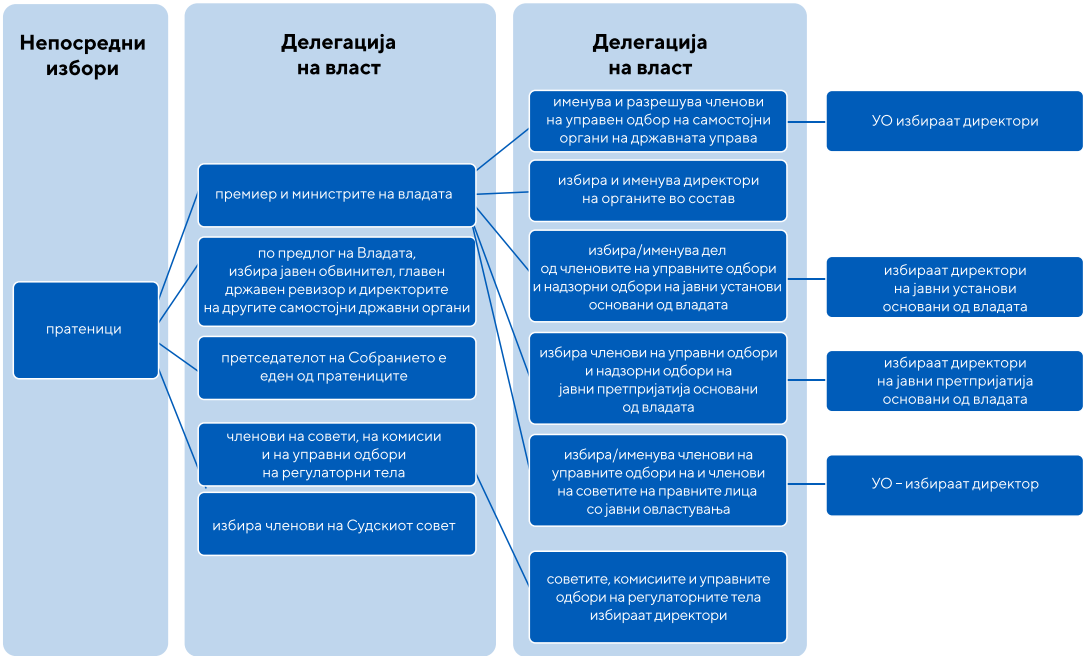 Непосредни
избори
пратеници
Делегација
на власт
премиер и министрите на владата
по предлог на Владата,
избира јавен обвинител, главен
државен ревизор и директорите
на другите самостојни државни органи
претседателот на Собранието е
еден од пратениците
членови на совети, на комисии
и на управни одбори
на регулаторни тела
избира членови на Судскиот совет
Делегација
на власт
именува и разрешува членови
на управен одбор на самостојни
органи на државната управа
избира и именува директори
на органите во состав
избира/именува дел
од членовите на управните одбори
и надзорни одбори на јавни установи
основани од владата
избира членови на управни одбори
и надзорни одбори на
јавни претпријатија основани
од владата
избира/именува членови на
управните одбори на и членови
на советите на правните лица
со јавни овластувања
советите, комисиите и управните
одбори на регулаторните тела
избираат директори
УО избираат директори
избираат директори
на јавни установи
основани од владата
избираат директори
на јавни претпријатија
основани од владата
УО – избираат директор